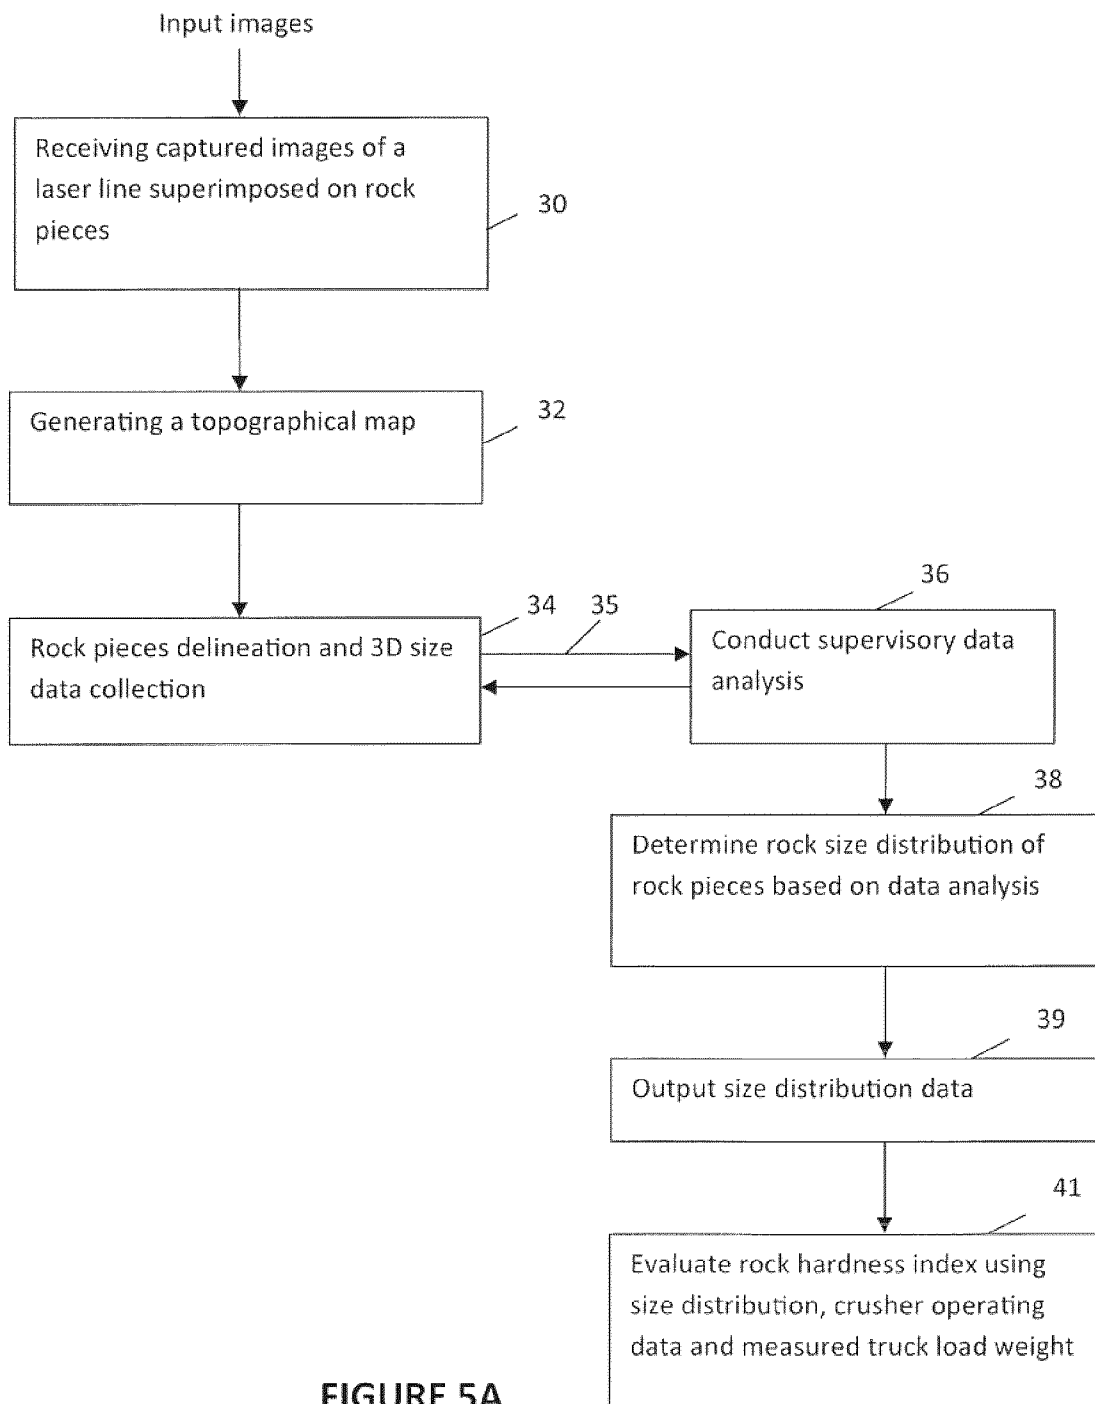 Input images
Receiving captured images of a
laser line superimposed on rock
pieces
30
Generating a topographical map
32
Rock pieces delineation and 3D size
data collection
34
35
36
Conduct supervisory data
analysis
38
Determine rock size distribution of
rock pieces based on data analysis
39
Output size distribution data
41
Evaluate rock hardness index using
size distribution, crusher operating
data and measured truck load weight
FIGURE 5A